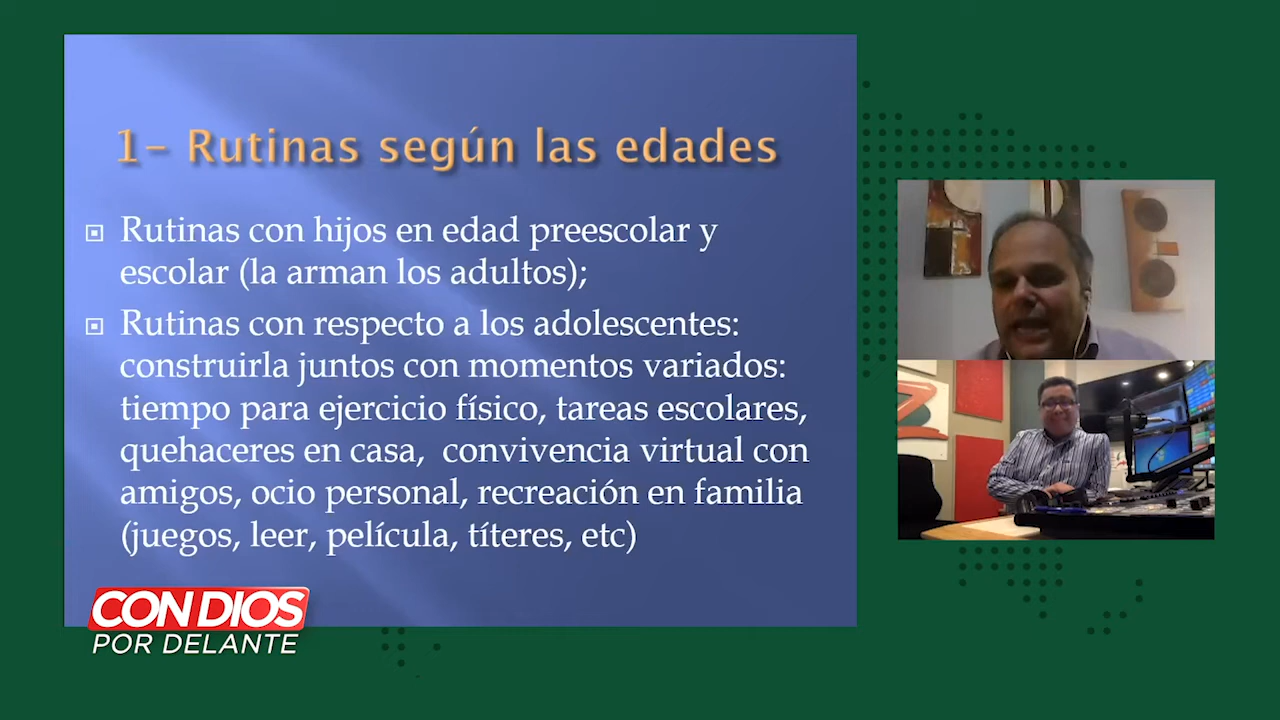 1- Rutinas según las edades
Rutinas con hijos en edad preescolar y
escolar (la arman los adultos);
Rutinas con respecto a los adolescentes:
construirla juntos con momentos variados:
tiempo para ejercicio físico, tareas escolares,
quehaceres en casa,  convivencia virtual con
amigos, ocio personal, recreación en familia
(juegos, leer, película, títeres, etc)
CON DIOS
POR DELANTE